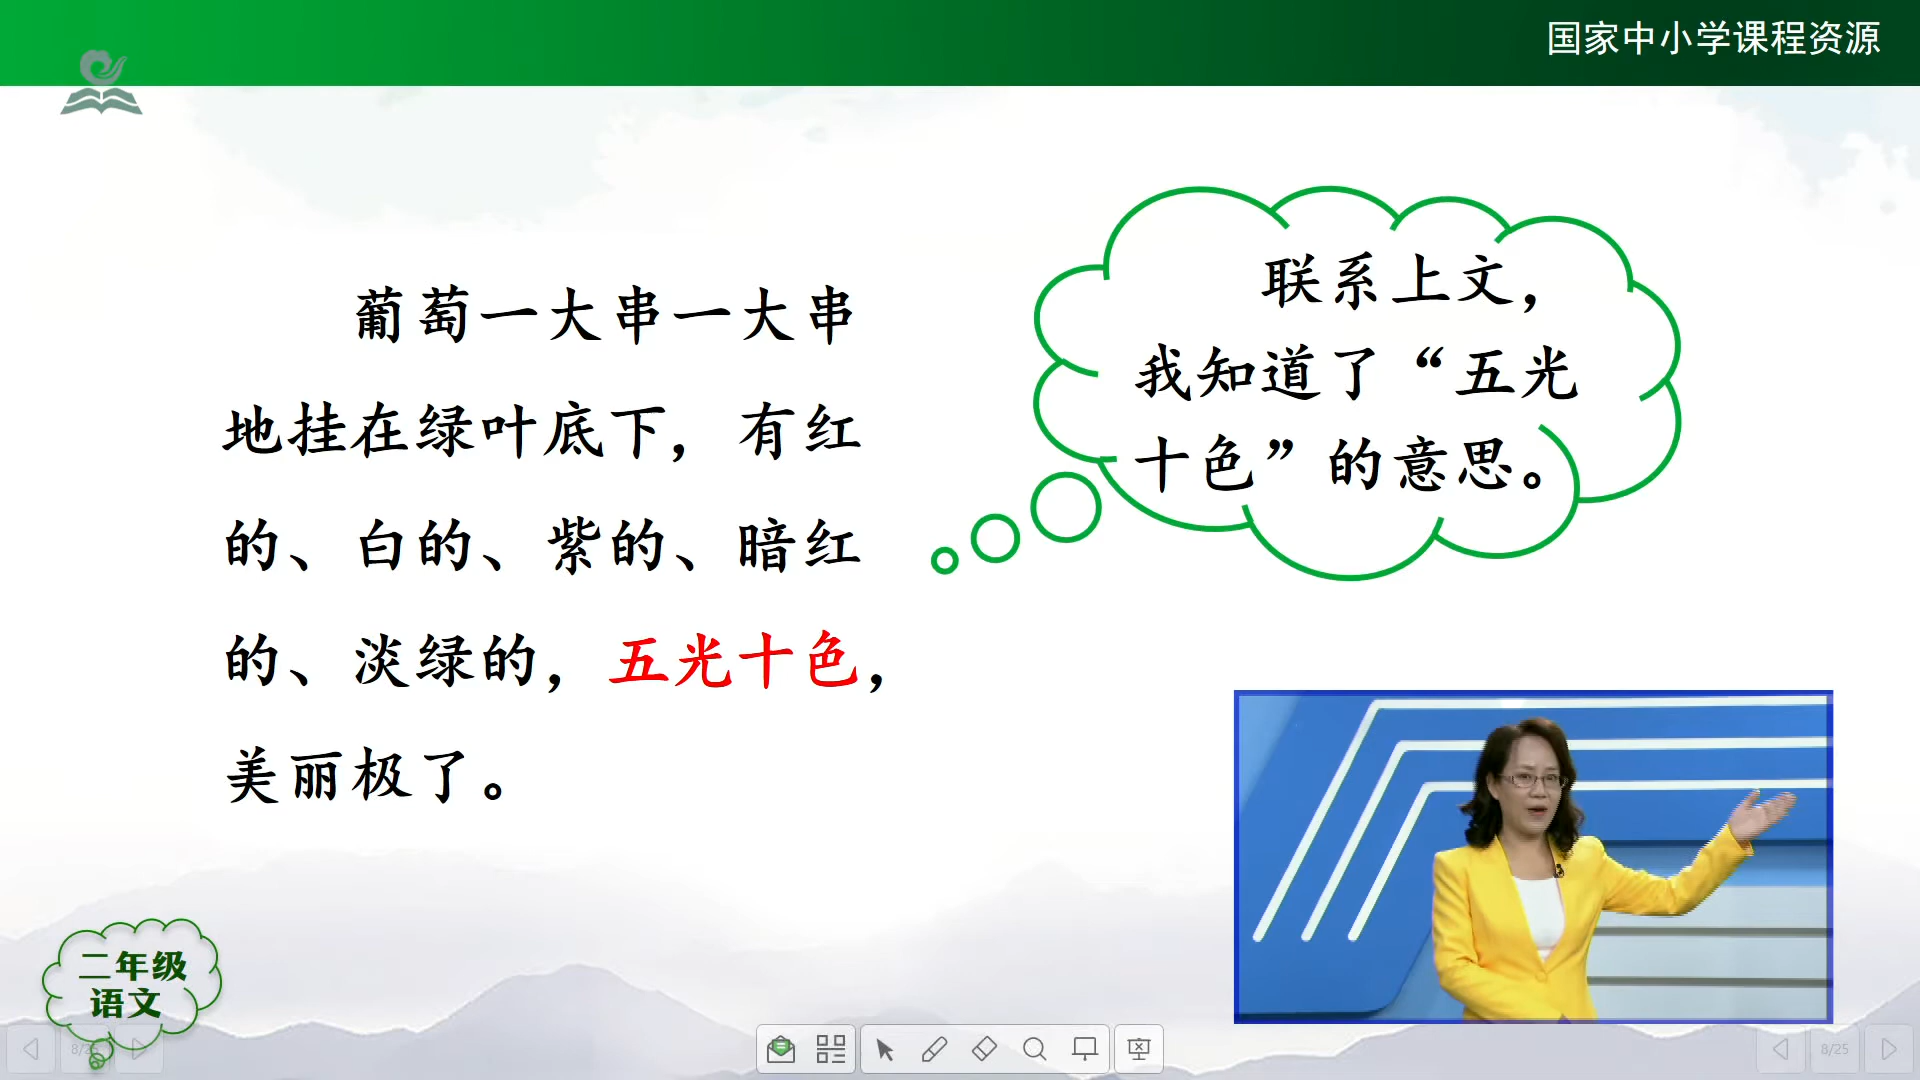 国家中小学课程资源
葡萄一大串一大串
地挂在绿叶底下，有红
的、白的、紫的、暗红
的、淡绿的，五光十色，
美丽极了。
联系上文，
我知道了“五光
十色”的意思。
二年级
语文
8/25
8/25